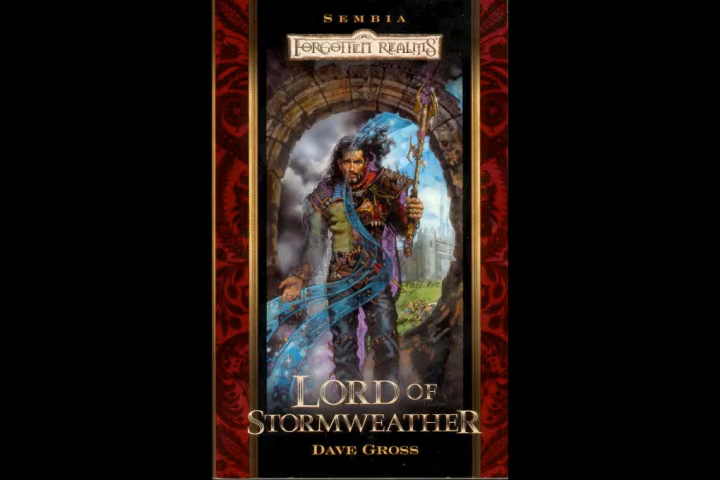 SEMBIA
FORGOTTEN REALMS
LORD OF
STORMWEATHER
DAVE GROSS